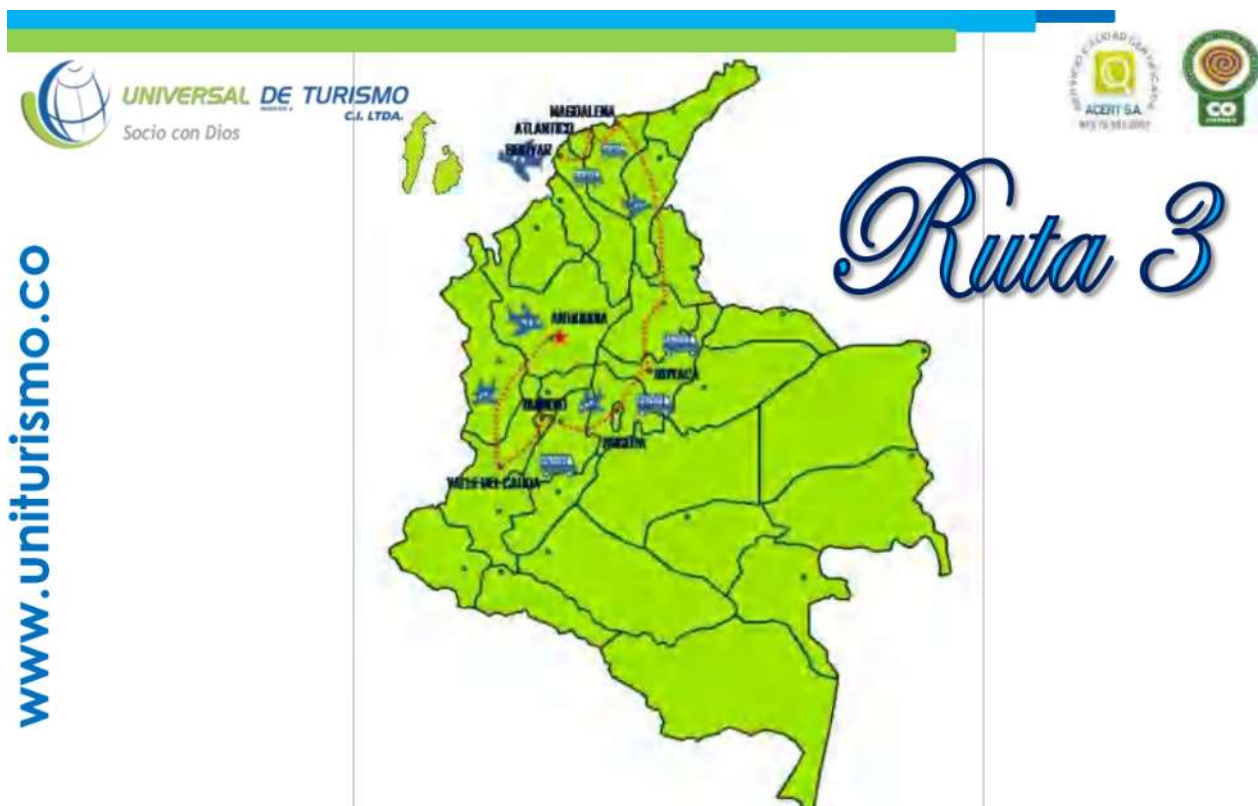 UNIVERSAL DE TURISMO
C.I. LTDA.
Socio con Dios
ACERT S.A.
CO
Ruta 3
www.uniturismo.co
MAGDALENA
ATLANTICO
BOLIVAR
ANTIOQUIA
BOYACA
QUINDIO
BOGOTA
VALLE DEL CAUCA